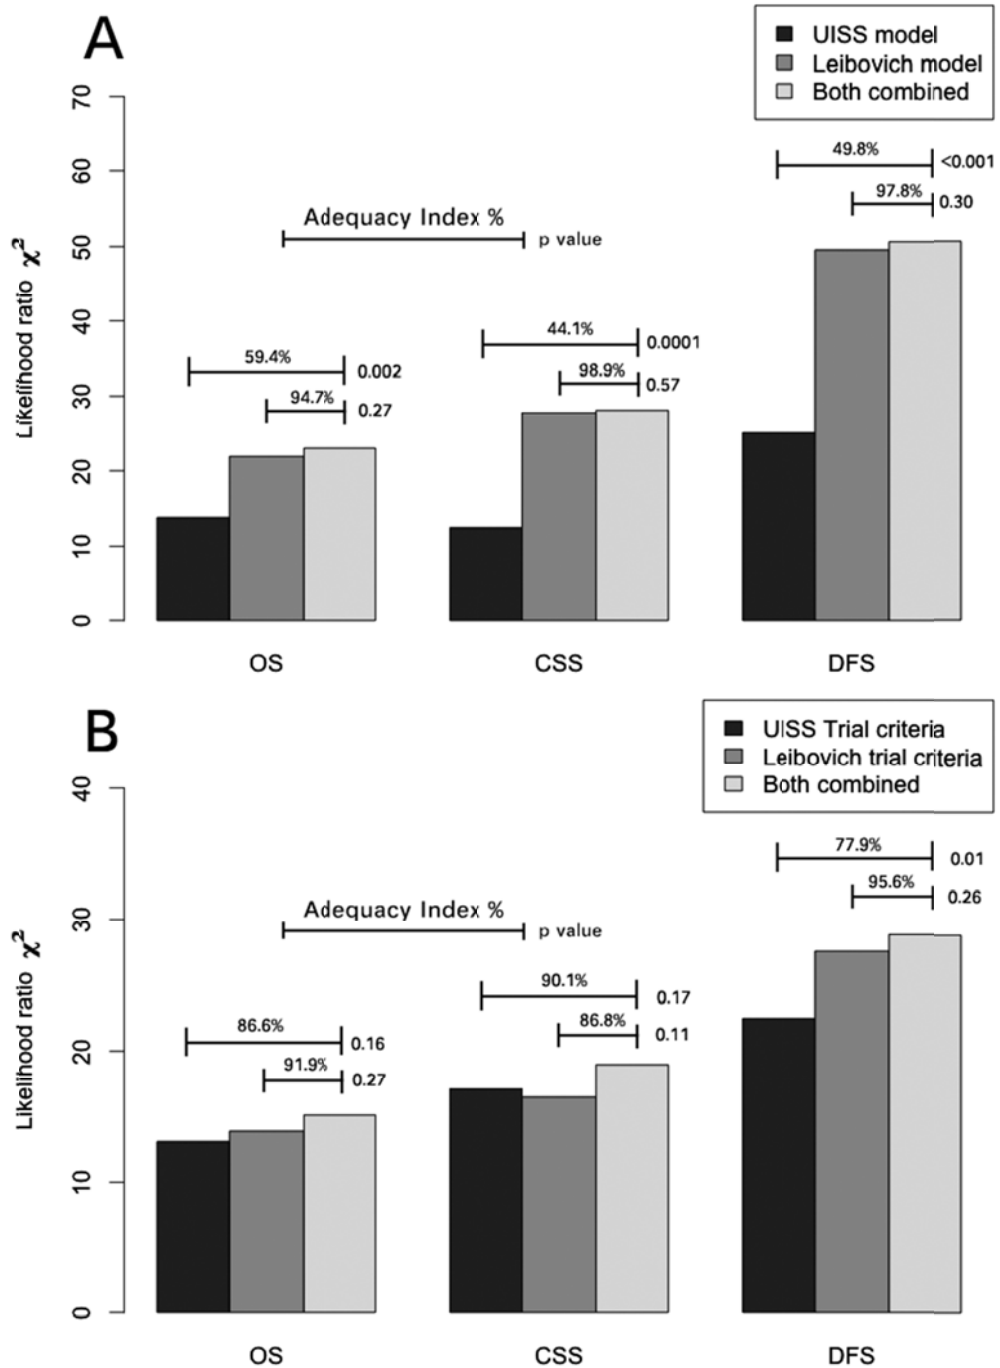 A
UISS model
Leibovich model
Both combined
70
60
50
40
30
20
10
0
Likelihood ratio χ²
Adequacy Index %
p value
59.4%
0.002
94.7%
0.27
44.1%
0.0001
98.9%
0.57
49.8%
<0.001
97.8%
0.30
OS
CSS
DFS
B
UISS Trial criteria
Leibovich trial criteria
Both combined
40
30
20
10
0
Likelihood ratio χ²
Adequacy Index %
p value
86.6%
0.16
91.9%
0.27
90.1%
0.17
86.8%
0.11
77.9%
0.01
95.6%
0.26
OS
CSS
DFS